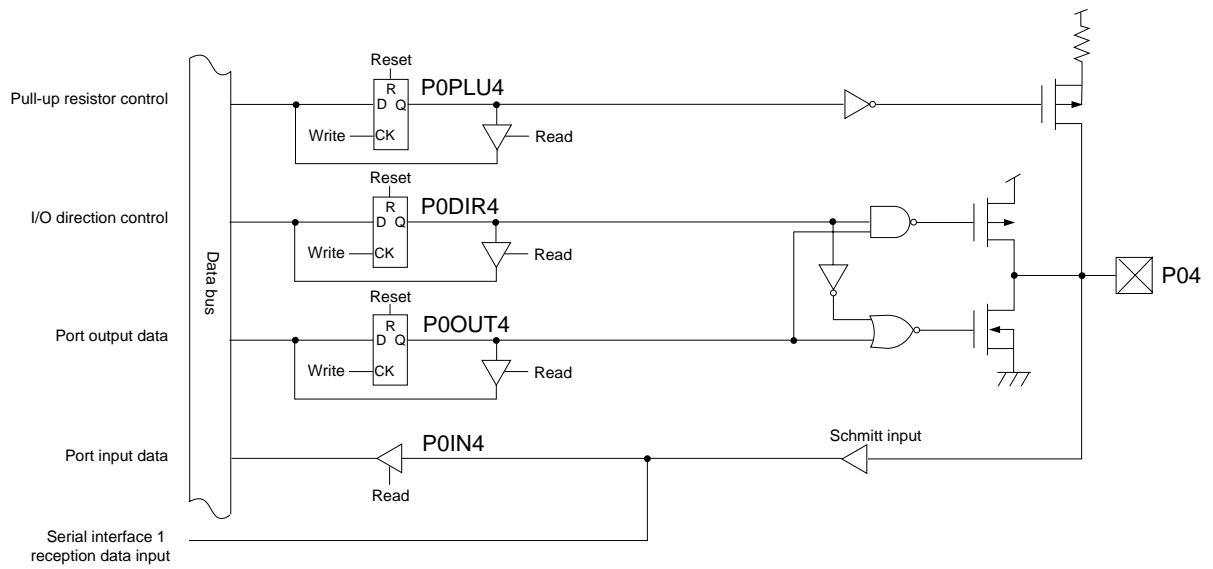 Reset
Pull-up resistor control
R
P0PLU4
D Q
Write
CK
Read
Reset
I/O direction control
R
P0DIR4
D Q
Write
CK
Read
Data bus
Reset
Port output data
R
P0OUT4
D Q
Write
CK
Read
P04
Port input data
P0IN4
Read
Schmitt input
Serial interface 1
reception data input